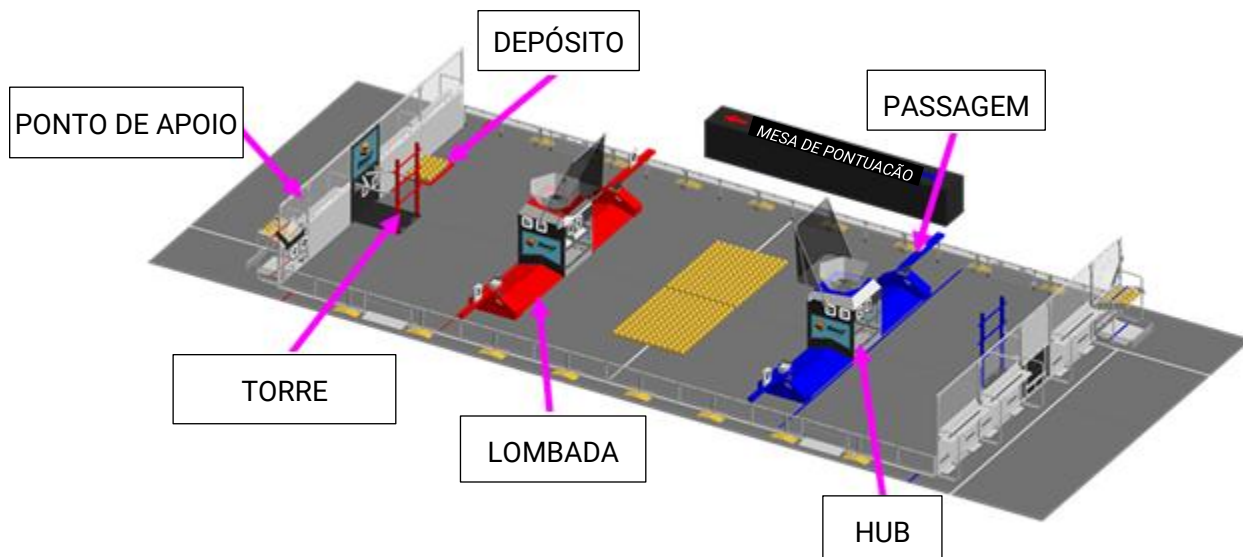 DEPÓSITO
PASSAGEM
PONTO DE APOIO
MESA DE PONTUAÇÃO
TORRE
LOMBADA
HUB